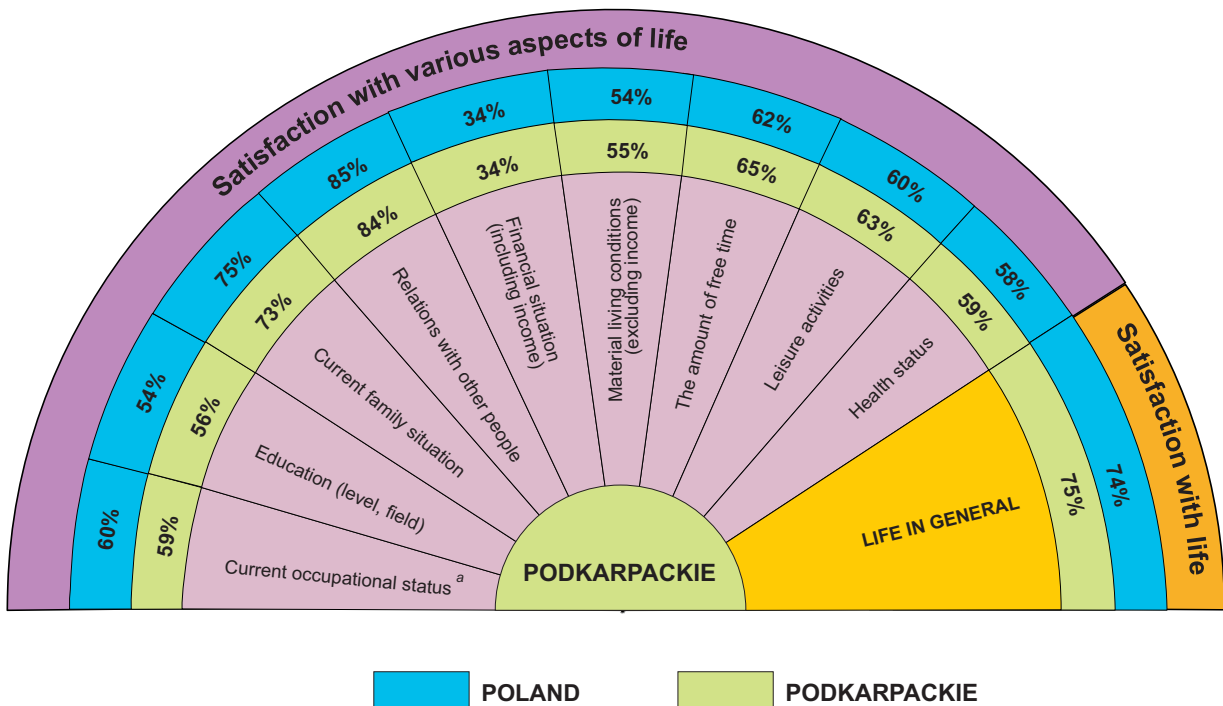 Satisfaction with various aspects of life
Satisfaction with life
60%
59%
Current occupational status a
54%
56%
Education (level, field)
75%
73%
Current family situation
85%
84%
Relations with other people
34%
34%
Financial situation
(including income)
54%
55%
Material living conditions
(excluding income)
62%
65%
The amount of free time
60%
63%
Leisure activities
58%
59%
Health status
74%
75%
LIFE IN GENERAL
PODKARPACKIE
POLAND
PODKARPACKIE